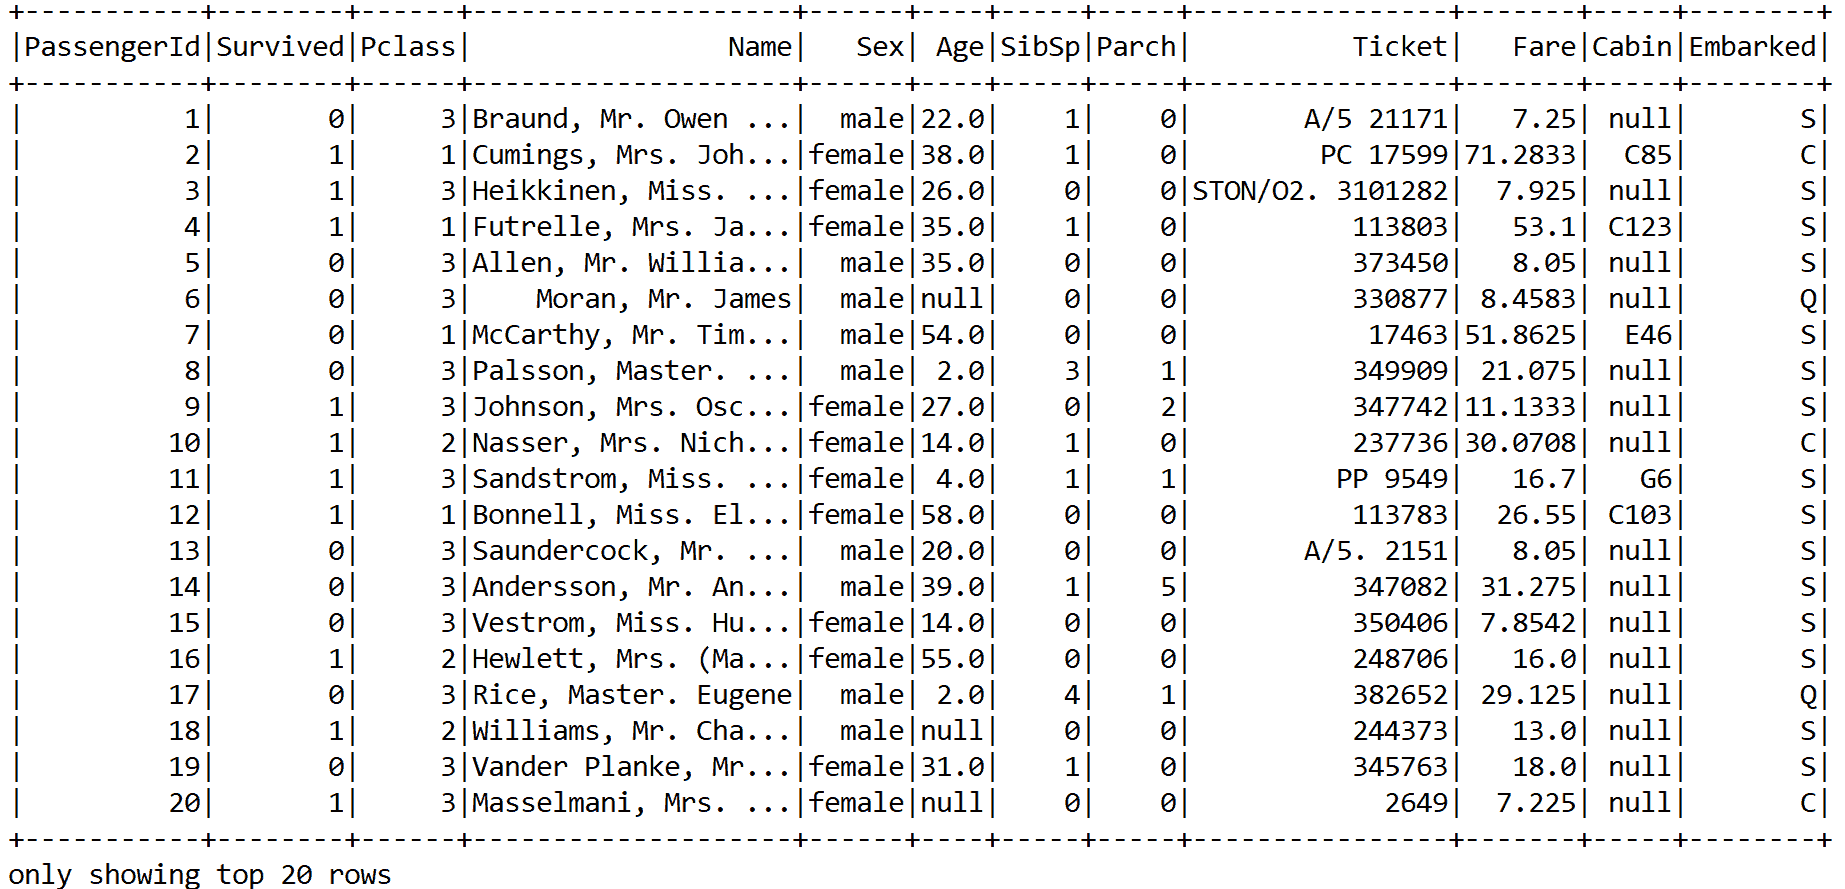 +-----------+--------+------+--------------------+------+----+-----+-----+----------------+-------+-----+--------+
|PassengerId|Survived|Pclass|                Name|   Sex| Age|SibSp|Parch|          Ticket|   Fare|Cabin|Embarked|
+-----------+--------+------+--------------------+------+----+-----+-----+----------------+-------+-----+--------+
|          1|       0|     3|Braund, Mr. Owen ...|  male|22.0|    1|    0|       A/5 21171|   7.25| null|       S|
|          2|       1|     1|Cumings, Mrs. Joh...|female|38.0|    1|    0|        PC 17599|71.2833|  C85|       C|
|          3|       1|     3|Heikkinen, Miss. ...|female|26.0|    0|    0|STON/O2. 3101282|  7.925| null|       S|
|          4|       1|     1|Futrelle, Mrs. Ja...|female|35.0|    1|    0|          113803|   53.1| C123|       S|
|          5|       0|     3|Allen, Mr. Willia...|  male|35.0|    0|    0|          373450|   8.05| null|       S|
|          6|       0|     3|    Moran, Mr. James|  male|null|    0|    0|          330877| 8.4583| null|       Q|
|          7|       0|     1|McCarthy, Mr. Tim...|  male|54.0|    0|    0|           17463|51.8625|  E46|       S|
|          8|       0|     3|Palsson, Master. ...|  male| 2.0|    3|    1|          349909| 21.075| null|       S|
|          9|       1|     3|Johnson, Mrs. Osc...|female|27.0|    0|    2|          347742|11.1333| null|       S|
|         10|       1|     2|Nasser, Mrs. Nich...|female|14.0|    1|    0|          237736|30.0708| null|       C|
|         11|       1|     3|Sandstrom, Miss. ...|female| 4.0|    1|    1|         PP 9549|   16.7|   G6|       S|
|         12|       1|     1|Bonnell, Miss. El...|female|58.0|    0|    0|          113783|  26.55| C103|       S|
|         13|       0|     3|Saundercock, Mr. ...|  male|20.0|    0|    0|       A/5. 2151|   8.05| null|       S|
|         14|       0|     3|Andersson, Mr. An...|  male|39.0|    1|    5|          347082| 31.275| null|       S|
|         15|       0|     3|Vestrom, Miss. Hu...|female|14.0|    0|    0|          350406| 7.8542| null|       S|
|         16|       1|     2|Hewlett, Mrs. (Ma...|female|55.0|    0|    0|          248706|   16.0| null|       S|
|         17|       0|     3|Rice, Master. Eugene|  male| 2.0|    4|    1|          382652| 29.125| null|       Q|
|         18|       1|     2|Williams, Mr. Cha...|  male|null|    0|    0|          244373|   13.0| null|       S|
|         19|       0|     3|Vander Planke, Mr...|female|31.0|    1|    0|          345763|   18.0| null|       S|
|         20|       1|     3|Masselmani, Mrs. ...|female|null|    0|    0|            2649|  7.225| null|       C|
+-----------+--------+------+--------------------+------+----+-----+-----+----------------+-------+-----+--------+
only showing top 20 rows